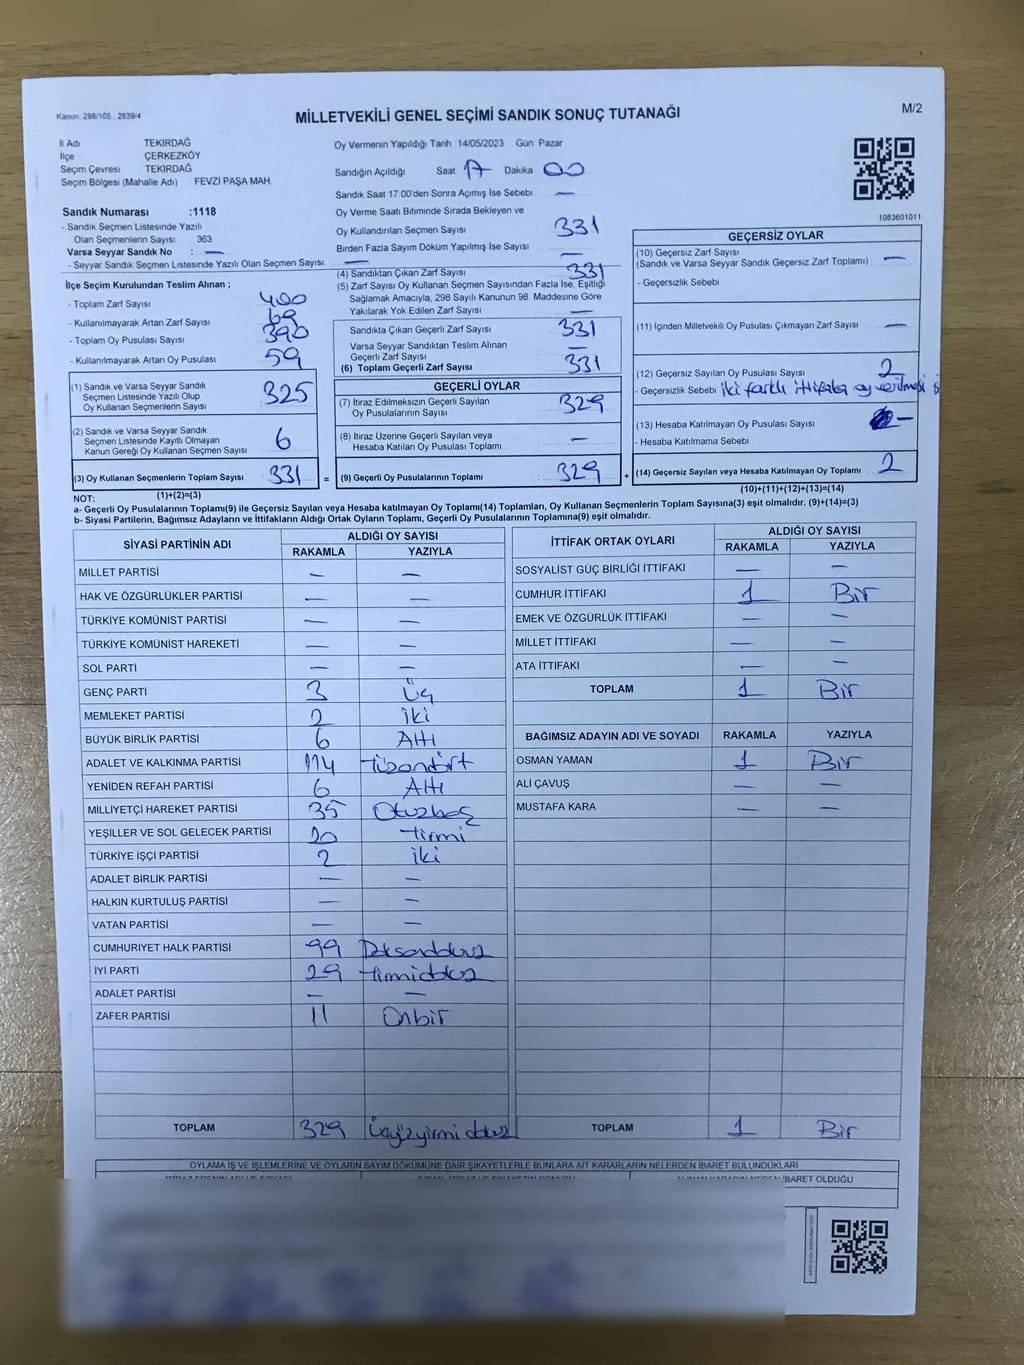 Kanun: 298/105 , 2839/4
MİLLETVEKİLİ GENEL SEÇİMİ SANDIK SONUÇ TUTANAĞI
M/2
İl Adı TEKİRDAĞ
İlçe ÇERKEZKÖY
Seçim Çevresi TEKİRDAĞ
Seçim Bölgesi (Mahalle Adı) FEVZİ PAŞA MAH
Sandık Numarası :1118
- Sandık Seçmen Listesinde Yazılı
Olan Seçmenlerin Sayısı 363
Varsa Seyyar Sandık No : —
- Seyyar Sandık Seçmen Listesinde Yazılı Olan Seçmen Sayısı: —
İlçe Seçim Kurulundan Teslim Alınan ;
- Toplam Zarf Sayısı 400
- Kullanılmayarak Artan Zarf Sayısı 69
- Toplam Oy Pusulası Sayısı 390
- Kullanılmayarak Artan Oy Pusulası 59
(1) Sandık ve Varsa Seyyar Sandık
Seçmen Listesinde Yazılı Olup
Oy Kullanan Seçmenlerin Sayısı 325
(2) Sandık ve Varsa Seyyar Sandık
Seçmen Listesinde Kayıtlı Olmayan
Kanun Gereği Oy Kullanan Seçmen Sayısı 6
(3) Oy Kullanan Seçmenlerin Toplam Sayısı 331 =
(1)+(2)=(3)
Oy Vermenin Yapıldığı Tarih 14/05/2023 Gün Pazar
Sandığın Açıldığı Saat 17 Dakika 00
Sandık Saat 17:00'den Sonra Açımış İse Sebebi —
Oy Verme Saati Bitiminde Sırada Bekleyen ve
Oy Kullandırılan Seçmen Sayısı 331
Birden Fazla Sayım Döküm Yapılmış İse Sayısı —
(4) Sandıktan Çıkan Zarf Sayısı 331
(5) Zarf Sayısı Oy Kullanan Seçmen Sayısından Fazla İse, Eşitliği
Sağlamak Amacıyla, 298 Sayılı Kanunun 98. Maddesine Göre
Yakılarak Yok Edilen Zarf Sayısı —
Sandıkta Çıkan Geçerli Zarf Sayısı 331
Varsa Seyyar Sandıktan Teslim Alınan
Geçerli Zarf Sayısı —
(6) Toplam Geçerli Zarf Sayısı 331
GEÇERLİ OYLAR
(7) İtiraz Edilmeksizin Geçerli Sayılan
Oy Pusulalarının Sayısı 329
(8) İtiraz Üzerine Geçerli Sayılan veya
Hesaba Katılan Oy Pusulası Toplamı —
(9) Geçerli Oy Pusulalarının Toplamı 329 +
1083601011
GEÇERSİZ OYLAR
(10) Geçersiz Zarf Sayısı
(Sandık ve Varsa Seyyar Sandık Geçersiz Zarf Toplamı) —
- Geçersizlik Sebebi
(11) İçinden Milletvekili Oy Pusulası Çıkmayan Zarf Sayısı —
(12) Geçersiz Sayılan Oy Pusulası Sayısı 2
- Geçersizlik Sebebi iki farklı ittifaka oy verilmesi
(13) Hesaba Katılmayan Oy Pusulası Sayısı —
- Hesaba Katılmama Sebebi
(14) Geçersiz Sayılan veya Hesaba Katılmayan Oy Toplamı 2
(10)+(11)+(12)+(13)=(14)
NOT:
a- Geçerli Oy Pusulalarının Toplamı(9) ile Geçersiz Sayılan veya Hesaba katılmayan Oy Toplamı(14) Toplamları, Oy Kullanan Seçmenlerin Toplam Sayısına(3) eşit olmalıdır. (9)+(14)=(3)
b- Siyasi Partilerin, Bağımsız Adayların ve İttifakların Aldığı Ortak Oyların Toplamı, Geçerli Oy Pusulalarının Toplamına(9) eşit olmalıdır.
SİYASİ PARTİNİN ADI ALDIĞI OY SAYISI
RAKAMLA YAZIYLA
MİLLET PARTİSİ — —
HAK VE ÖZGÜRLÜKLER PARTİSİ — —
TÜRKİYE KOMÜNİST PARTİSİ — —
TÜRKİYE KOMÜNİST HAREKETİ — —
SOL PARTİ — —
GENÇ PARTİ 3 Üç
MEMLEKET PARTİSİ 2 iki
BÜYÜK BİRLİK PARTİSİ 6 Altı
ADALET VE KALKINMA PARTİSİ 114 Yüzondört
YENİDEN REFAH PARTİSİ 6 Altı
MİLLİYETÇİ HAREKET PARTİSİ 35 Otuzbeş
YEŞİLLER VE SOL GELECEK PARTİSİ 20 Yirmi
TÜRKİYE İŞÇİ PARTİSİ 2 iki
ADALET BİRLİK PARTİSİ — —
HALKIN KURTULUŞ PARTİSİ — —
VATAN PARTİSİ — —
CUMHURİYET HALK PARTİSİ 99 Doksandokuz
İYİ PARTİ 29 Yirmidokuz
ADALET PARTİSİ — —
ZAFER PARTİSİ 11 Onbir
TOPLAM 329 Üçyüzyirmi dokuz
İTTİFAK ORTAK OYLARI ALDIĞI OY SAYISI
RAKAMLA YAZIYLA
SOSYALİST GÜÇ BİRLİĞİ İTTİFAKI — —
CUMHUR İTTİFAKI 1 Bir
EMEK VE ÖZGÜRLÜK İTTİFAKI — —
MİLLET İTTİFAKI — —
ATA İTTİFAKI — —
TOPLAM 1 Bir
BAĞIMSIZ ADAYIN ADI VE SOYADI RAKAMLA YAZIYLA
OSMAN YAMAN 1 Bir
ALİ ÇAVUŞ — —
MUSTAFA KARA — —
TOPLAM 1 Bir
OYLAMA İŞ VE İŞLEMLERİNE VE OYLARIN SAYIM DÖKÜMÜNE DAİR ŞİKAYETLERLE BUNLARA AİT KARARLARIN NELERDEN İBARET BULUNDUKLARI
İBARET OLDUĞU